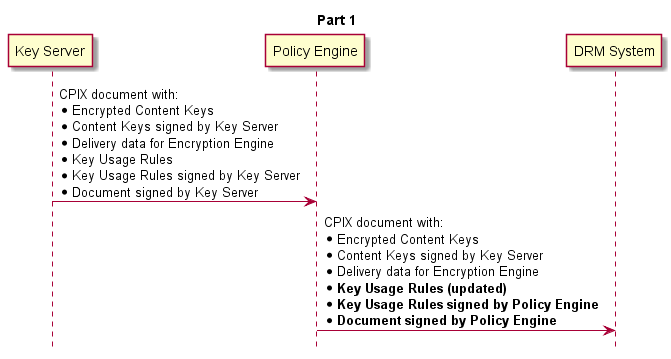 Part 1
Key Server
Policy Engine
DRM System
CPIX document with:
• Encrypted Content Keys
• Content Keys signed by Key Server
• Delivery data for Encryption Engine
• Key Usage Rules
• Key Usage Rules signed by Key Server
• Document signed by Key Server
CPIX document with:
• Encrypted Content Keys
• Content Keys signed by Key Server
• Delivery data for Encryption Engine
• Key Usage Rules (updated)
• Key Usage Rules signed by Policy Engine
• Document signed by Policy Engine